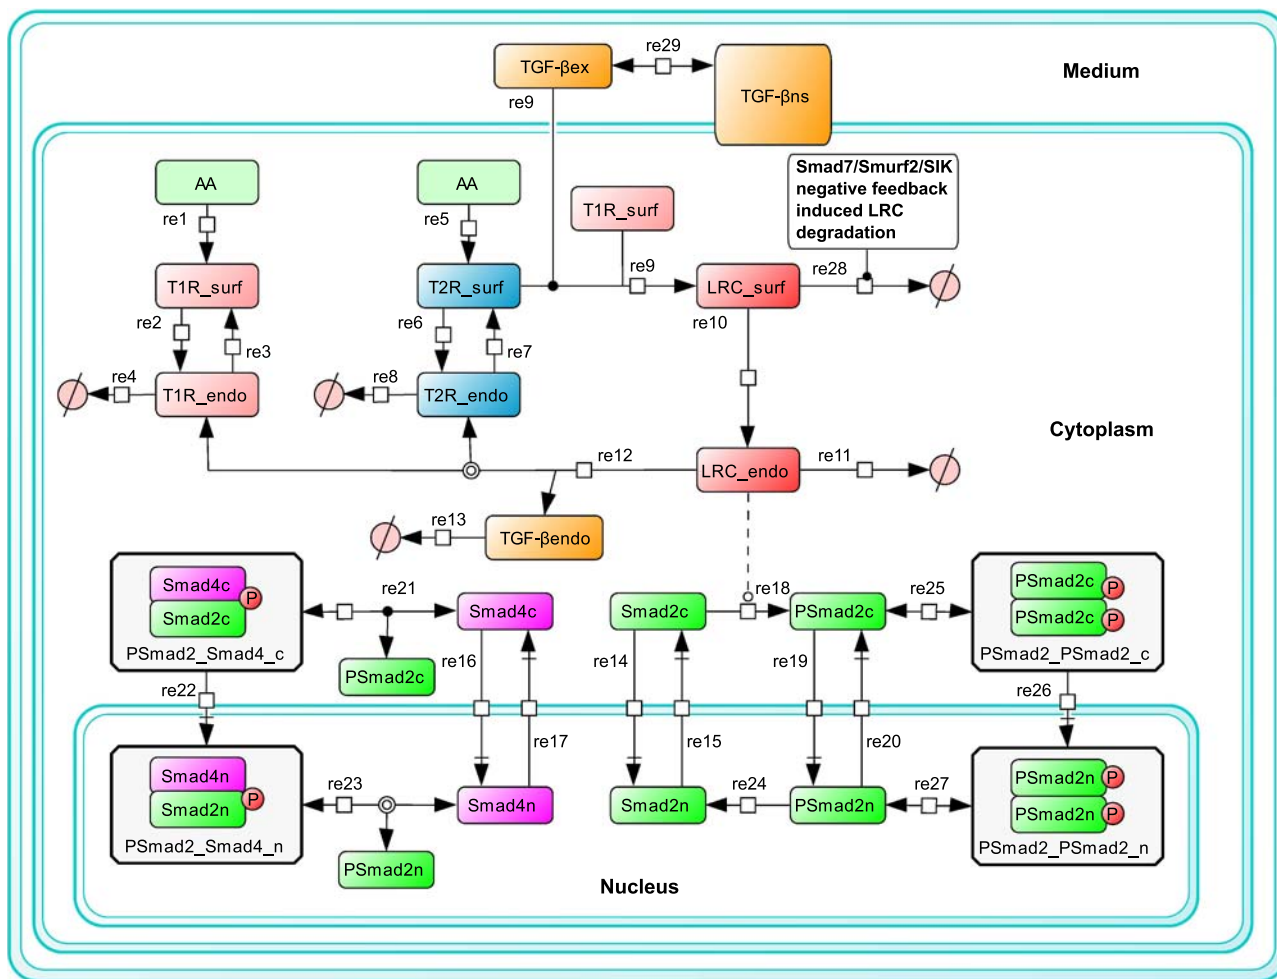 re29
TGF-βex
TGF-βns
Medium
re9
AA
AA
Smad7/Smurf2/SIK
negative feedback
induced LRC
degradation
re1
re5
T1R_surf
T1R_surf
T2R_surf
re9
LRC_surf
re28
re2
re3
re6
re7
re10
re4
T1R_endo
re8
T2R_endo
Cytoplasm
re12
LRC_endo
re11
re13
TGF-βendo
Smad4c
P
Smad2c
PSmad2_Smad4_c
re21
Smad4c
PSmad2c
Smad2c
re18
PSmad2c
re25
PSmad2c
P
PSmad2c
P
PSmad2_PSmad2_c
re22
re16
re14
re19
re26
re17
re15
re20
Smad4n
P
Smad2n
PSmad2_Smad4_n
re23
Smad4n
PSmad2n
Smad2n
re24
PSmad2n
re27
PSmad2n
P
PSmad2n
P
PSmad2_PSmad2_n
Nucleus